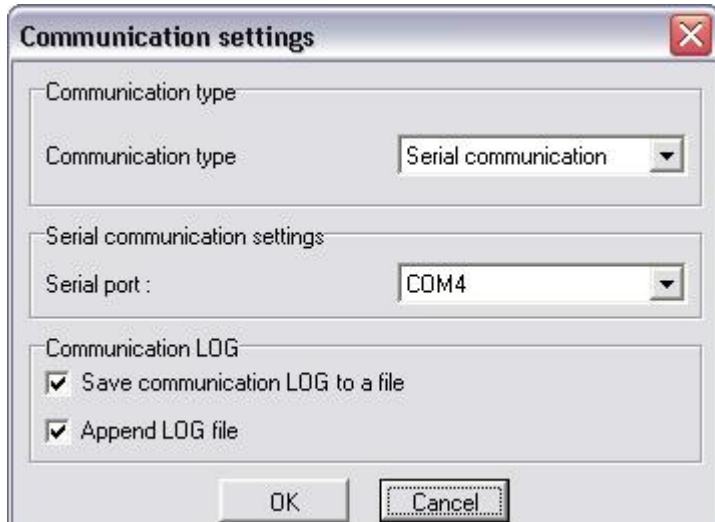 Communication settings
Communication type
Communication type Serial communication
Serial communication settings
Serial port : COM4
Communication LOG
Save communication LOG to a file
Append LOG file
OK Cancel